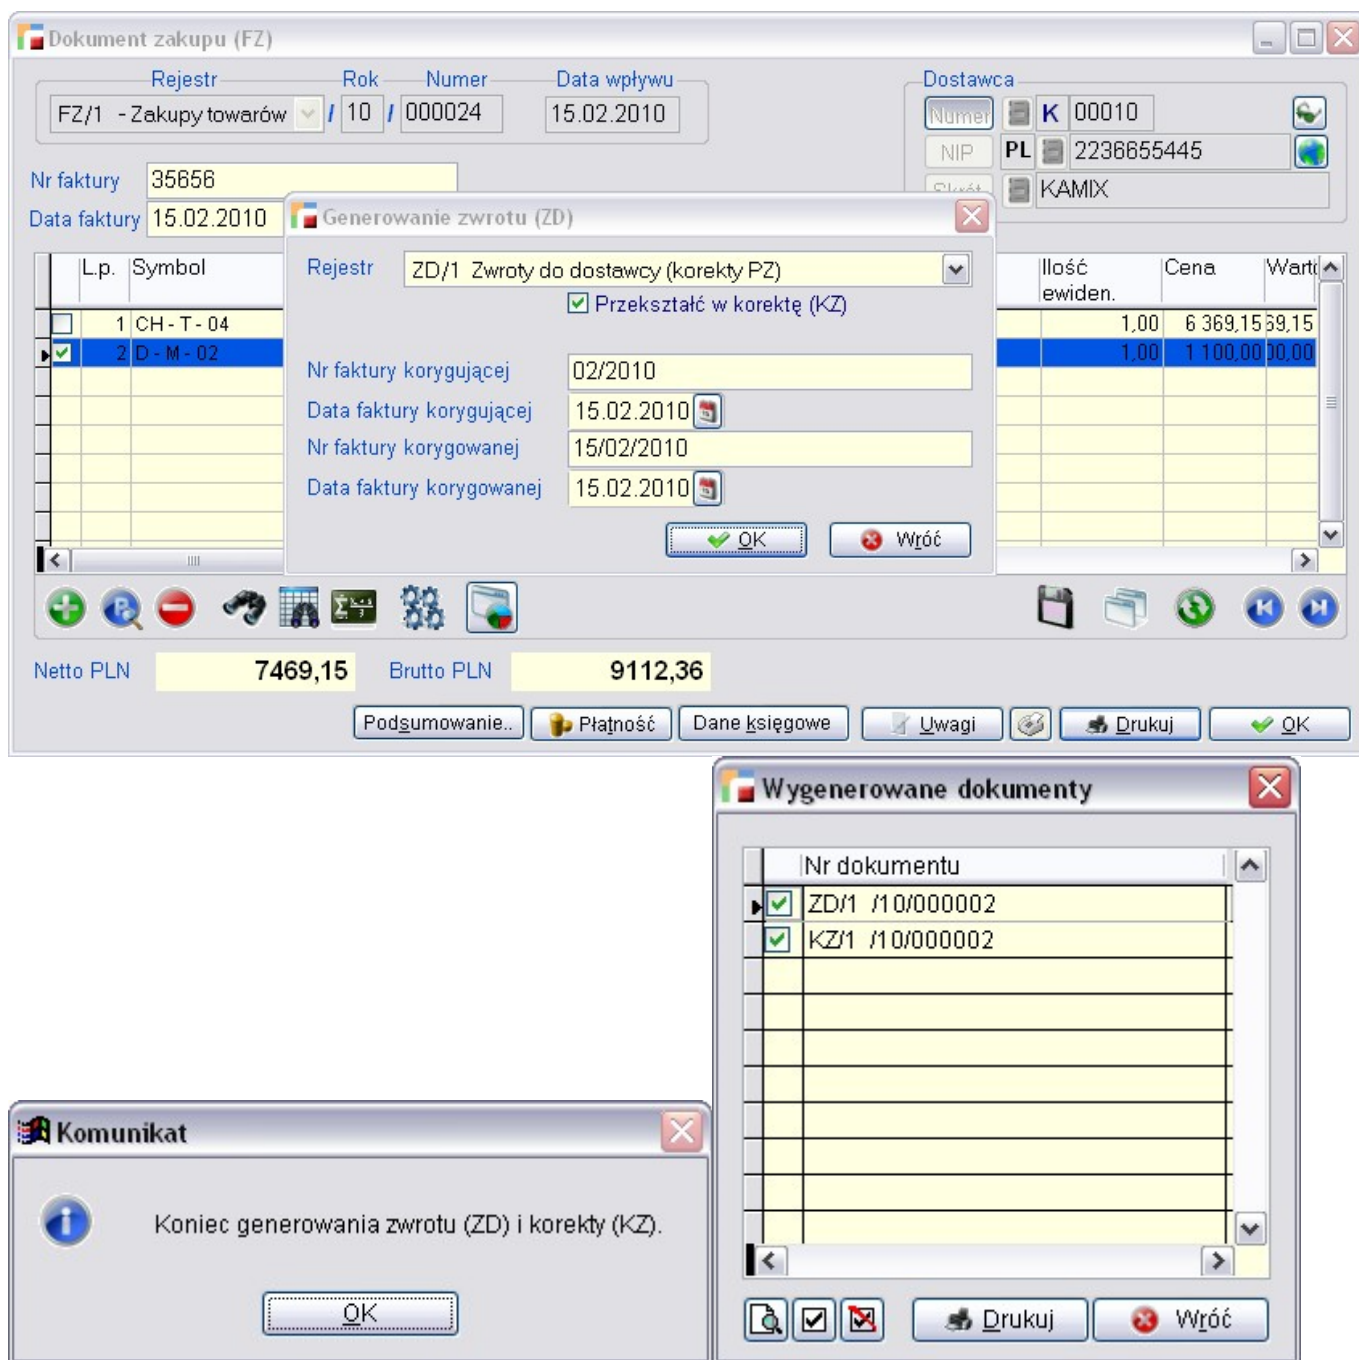 Dokument zakupu (FZ)
Rejestr Rok Numer Data wpływu Dostawca
FZ/1 - Zakupy towarów / 10 / 000024 15.02.2010 Numer K 00010
NIP PL 2236655445
Nr faktury 35656
Skrót KAMIX
Data faktury 15.02.2010
Generowanie zwrotu (ZD)
Rejestr ZD/1 Zwroty do dostawcy (korekty PZ)
Przekształć w korektę (KZ)
Nr faktury korygującej 02/2010
Data faktury korygującej 15.02.2010
Nr faktury korygowanej 15/02/2010
Data faktury korygowanej 15.02.2010
OK Wróć
L.p. Symbol Ilość ewiden. Cena Wart
1 CH - T - 04 1,00 6 369,15 69,15
2 D - M - 02 1,00 1 100,00 00,00
Netto PLN 7469,15 Brutto PLN 9112,36
Podsumowanie.. Płatność Dane księgowe Uwagi Drukuj OK
Wygenerowane dokumenty
Nr dokumentu
ZD/1 /10/000002
KZ/1 /10/000002
Drukuj Wróć
Komunikat
Koniec generowania zwrotu (ZD) i korekty (KZ).
OK